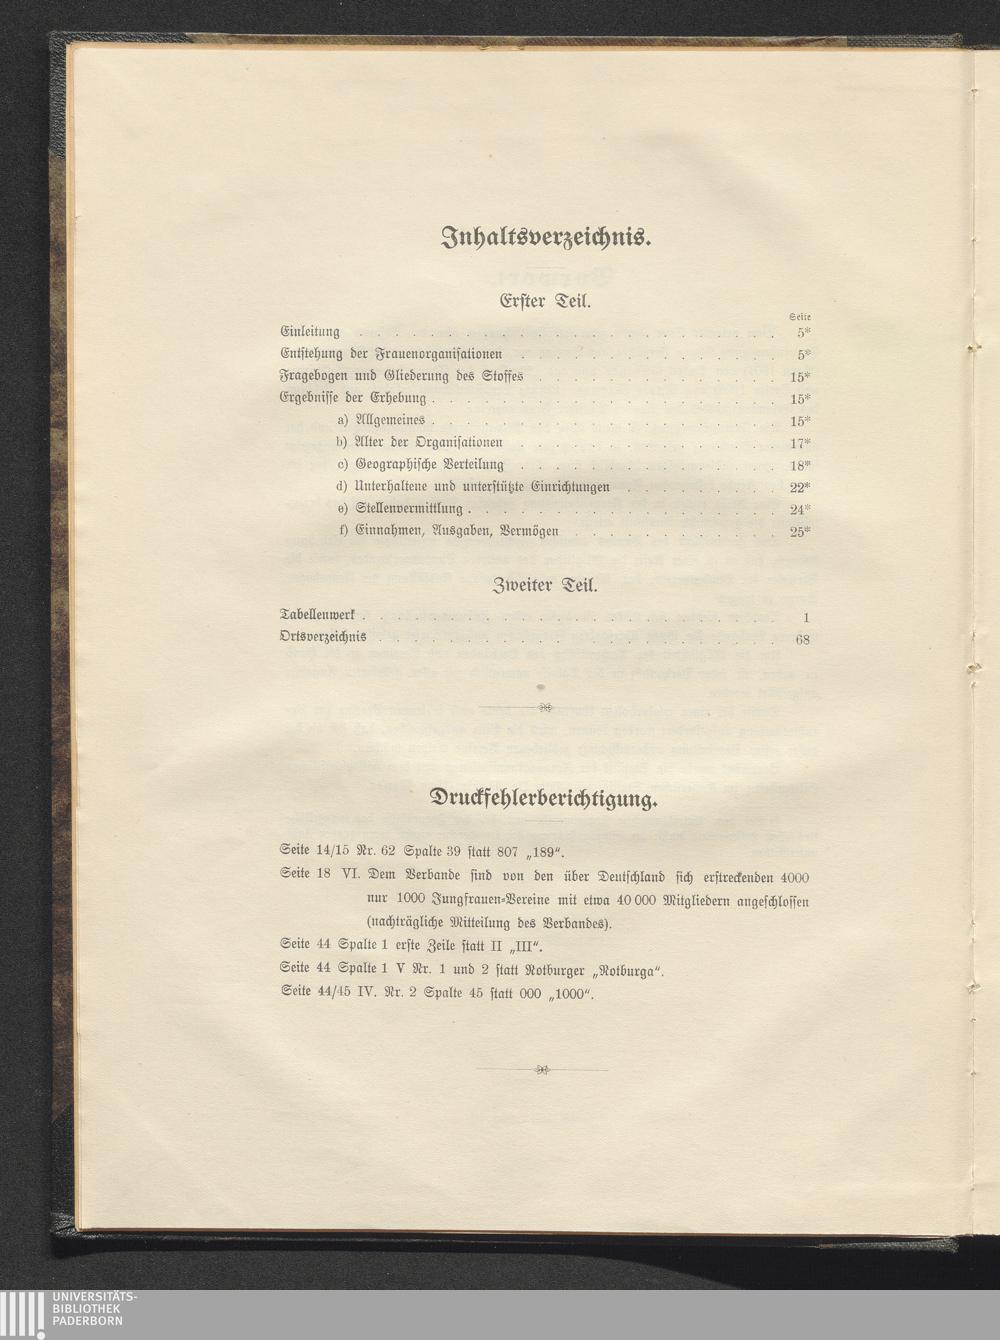 Inhaltsverzeichnis.
Erster Teil.
Seite
Einleitung . . . . . . . . . . . . . . . . . . . . . . . 5*
Entstehung der Frauenorganisationen . . . . . . . . . . . . . 5*
Fragebogen und Gliederung des Stoffes . . . . . . . . . . . . 15*
Ergebnisse der Erhebung . . . . . . . . . . . . . . . . . . . 15*
a) Allgemeines . . . . . . . . . . . . . . . . . . . 15*
b) Alter der Organisationen . . . . . . . . . . . . . 17*
c) Geographische Verteilung . . . . . . . . . . . . . 18*
d) Unterhaltene und unterstützte Einrichtungen . . . . . . . 22*
e) Stellenvermittlung . . . . . . . . . . . . . . . . . 24*
f) Einnahmen, Ausgaben, Vermögen . . . . . . . . . . 25*
Zweiter Teil.
Tabellenwerk . . . . . . . . . . . . . . . . . . . . . . . 1
Ortsverzeichnis . . . . . . . . . . . . . . . . . . . . . . 68
Druckfehlerberichtigung.
Seite 14/15 Nr. 62 Spalte 39 statt 807 „189“.
Seite 18 VI. Dem Verbande sind von den über Deutschland sich erstreckenden 4000
nur 1000 Jungfrauen-Vereine mit etwa 40 000 Mitgliedern angeschlossen
(nachträgliche Mitteilung des Verbandes).
Seite 44 Spalte 1 erste Zeile statt II „III“.
Seite 44 Spalte 1 V Nr. 1 und 2 statt Notburger „Notburga“.
Seite 44/45 IV. Nr. 2 Spalte 45 statt 000 „1000“.
UNIVERSITÄTS-
BIBLIOTHEK
PADERBORN